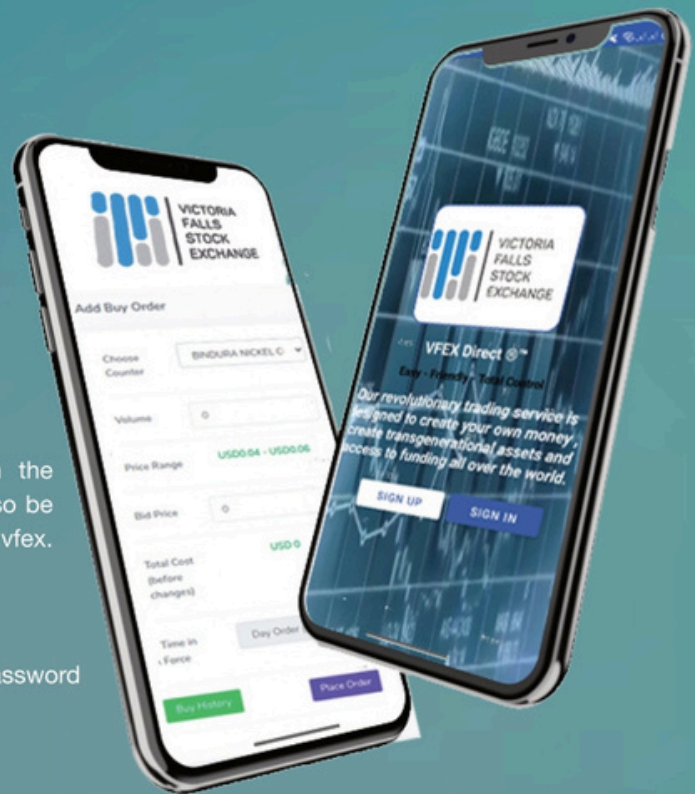 the
so be
vfex.
assword
VICTORIA
FALLS
STOCK
EXCHANGE
Add Buy Order
Choose
Counter
BINDURA NICKEL C
Volume
0
Price Range
USD0.04 - USD0.06
Bid Price
0
Total Cost
(before
changes)
USD 0
Time in
Force
Day Order
Buy History
Place Order
VICTORIA
FALLS
STOCK
EXCHANGE
VFEX Direct ®™
Easy - Friendly - Total Control
Our revolutionary trading service is
designed to create your own money ,
create transgenerational assets and
access to funding all over the world.
SIGN UP
SIGN IN